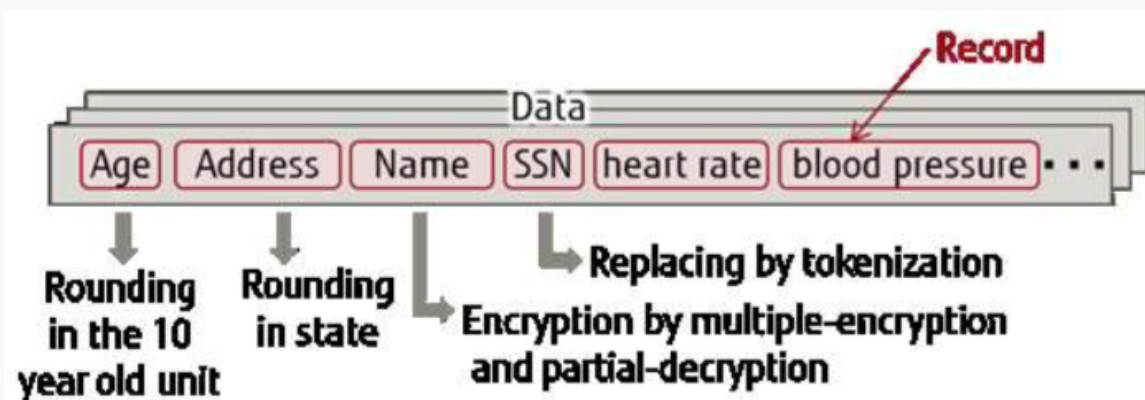 Record
Data
Age Address Name SSN heart rate blood pressure ･･･
Replacing by tokenization
Rounding
in the 10
year old unit
Rounding
in state
Encryption by multiple-encryption
and partial-decryption